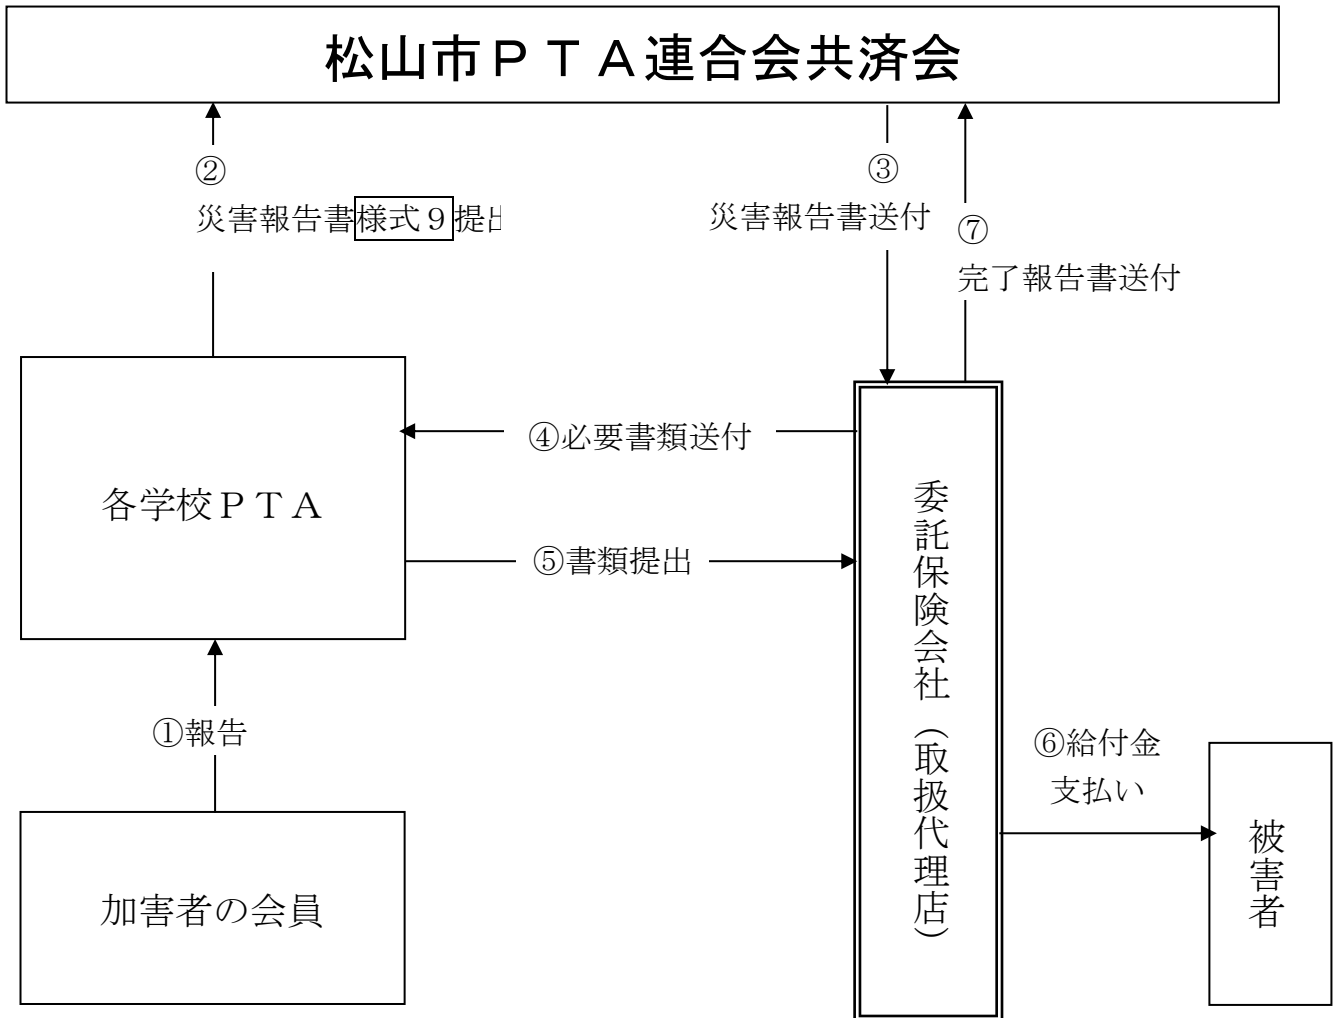 松山市ＰＴＡ連合会共済会
②
災害報告書様式９提
③
災害報告書送付
⑦
完了報告書送付
④必要書類送付
各学校ＰＴＡ
⑤書類提出
委託保険会社（取扱代理店）
①報告
⑥給付金
支払い
加害者の会員
被害者